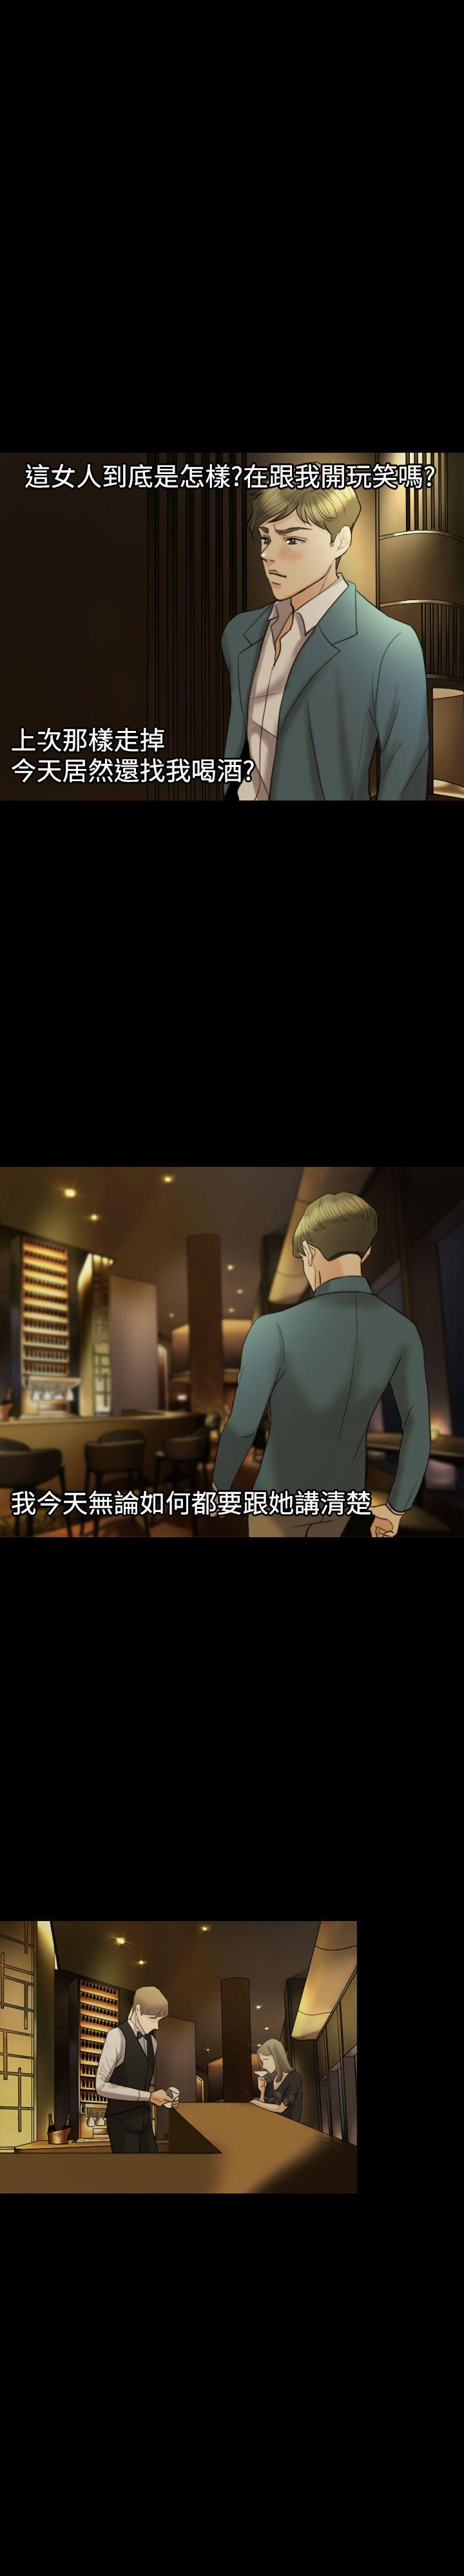 這女人到底是怎樣?在跟我開玩笑嗎?
上次那樣走掉
今天居然還找我喝酒?
我今天無論如何都要跟她講清楚